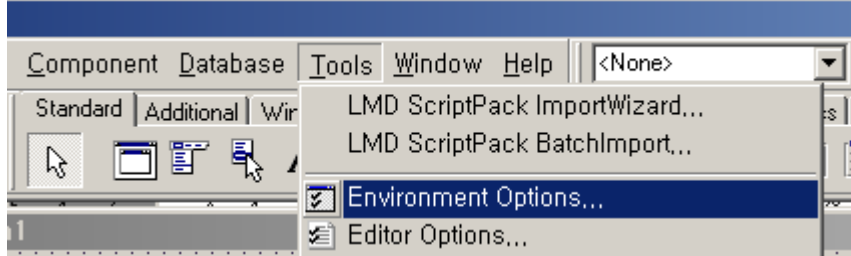 Component Database Tools Window Help <None>
Standard Additional
LMD ScriptPack ImportWizard...
LMD ScriptPack BatchImport...
Environment Options...
Editor Options...